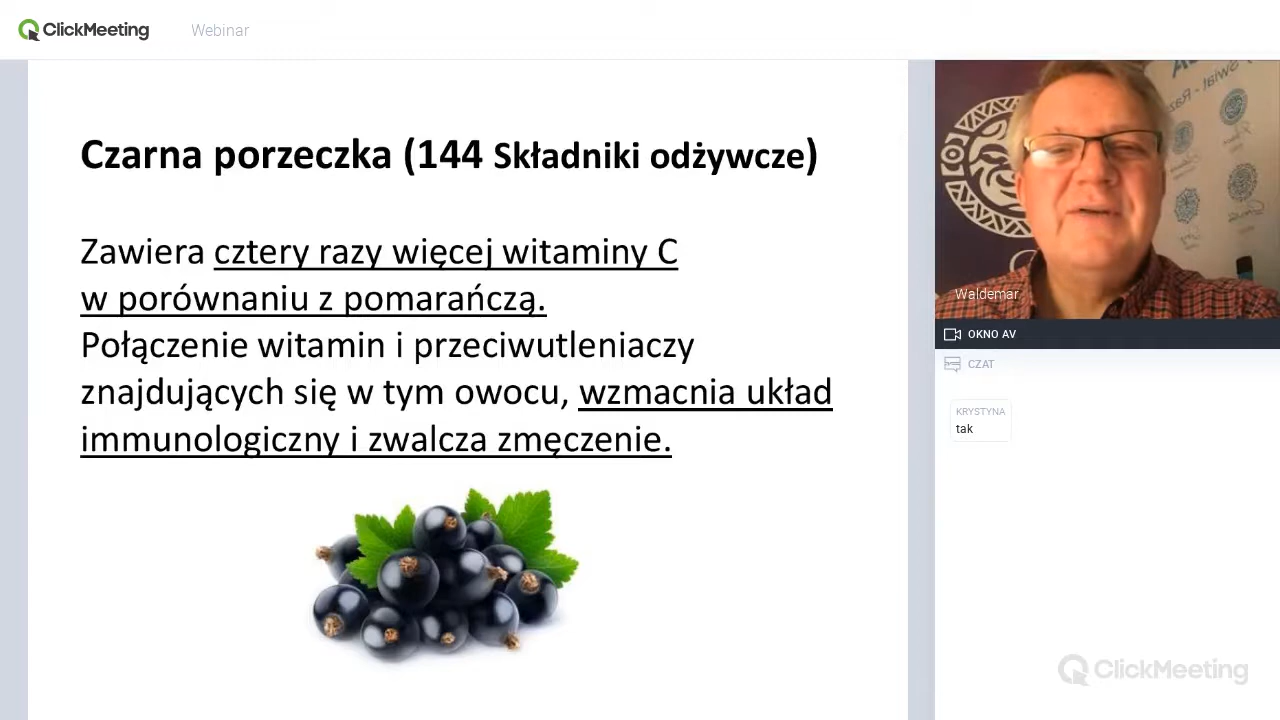 ClickMeeting
Webinar
Czarna porzeczka (144 Składniki odżywcze)
Zawiera cztery razy więcej witaminy C
w porównaniu z pomarańczą.
Połączenie witamin i przeciwutleniaczy
znajdujących się w tym owocu, wzmacnia układ
immunologiczny i zwalcza zmęczenie.
Waldemar
OKNO AV
CZAT
KRYSTYNA
tak
ClickMeeting